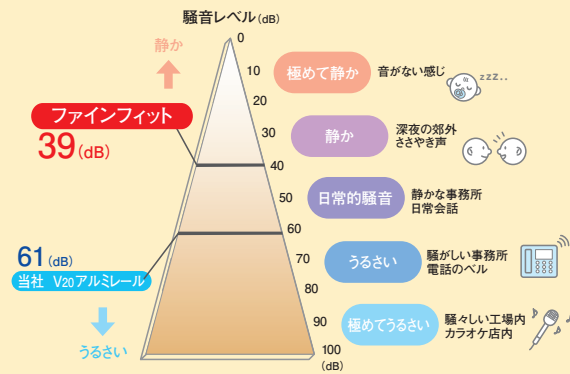 騒音レベル(dB)
静か
0
10
20
30
40
50
60
70
80
90
100
(dB)
極めて静か
音がない感じ
zzz..
ファインフィット
39(dB)
静か
深夜の郊外
ささやき声
日常的騒音
静かな事務所
日常会話
61(dB)
当社 V20アルミレール
うるさい
うるさい
騒がしい事務所
電話のベル
極めてうるさい
騒々しい工場内
カラオケ店内